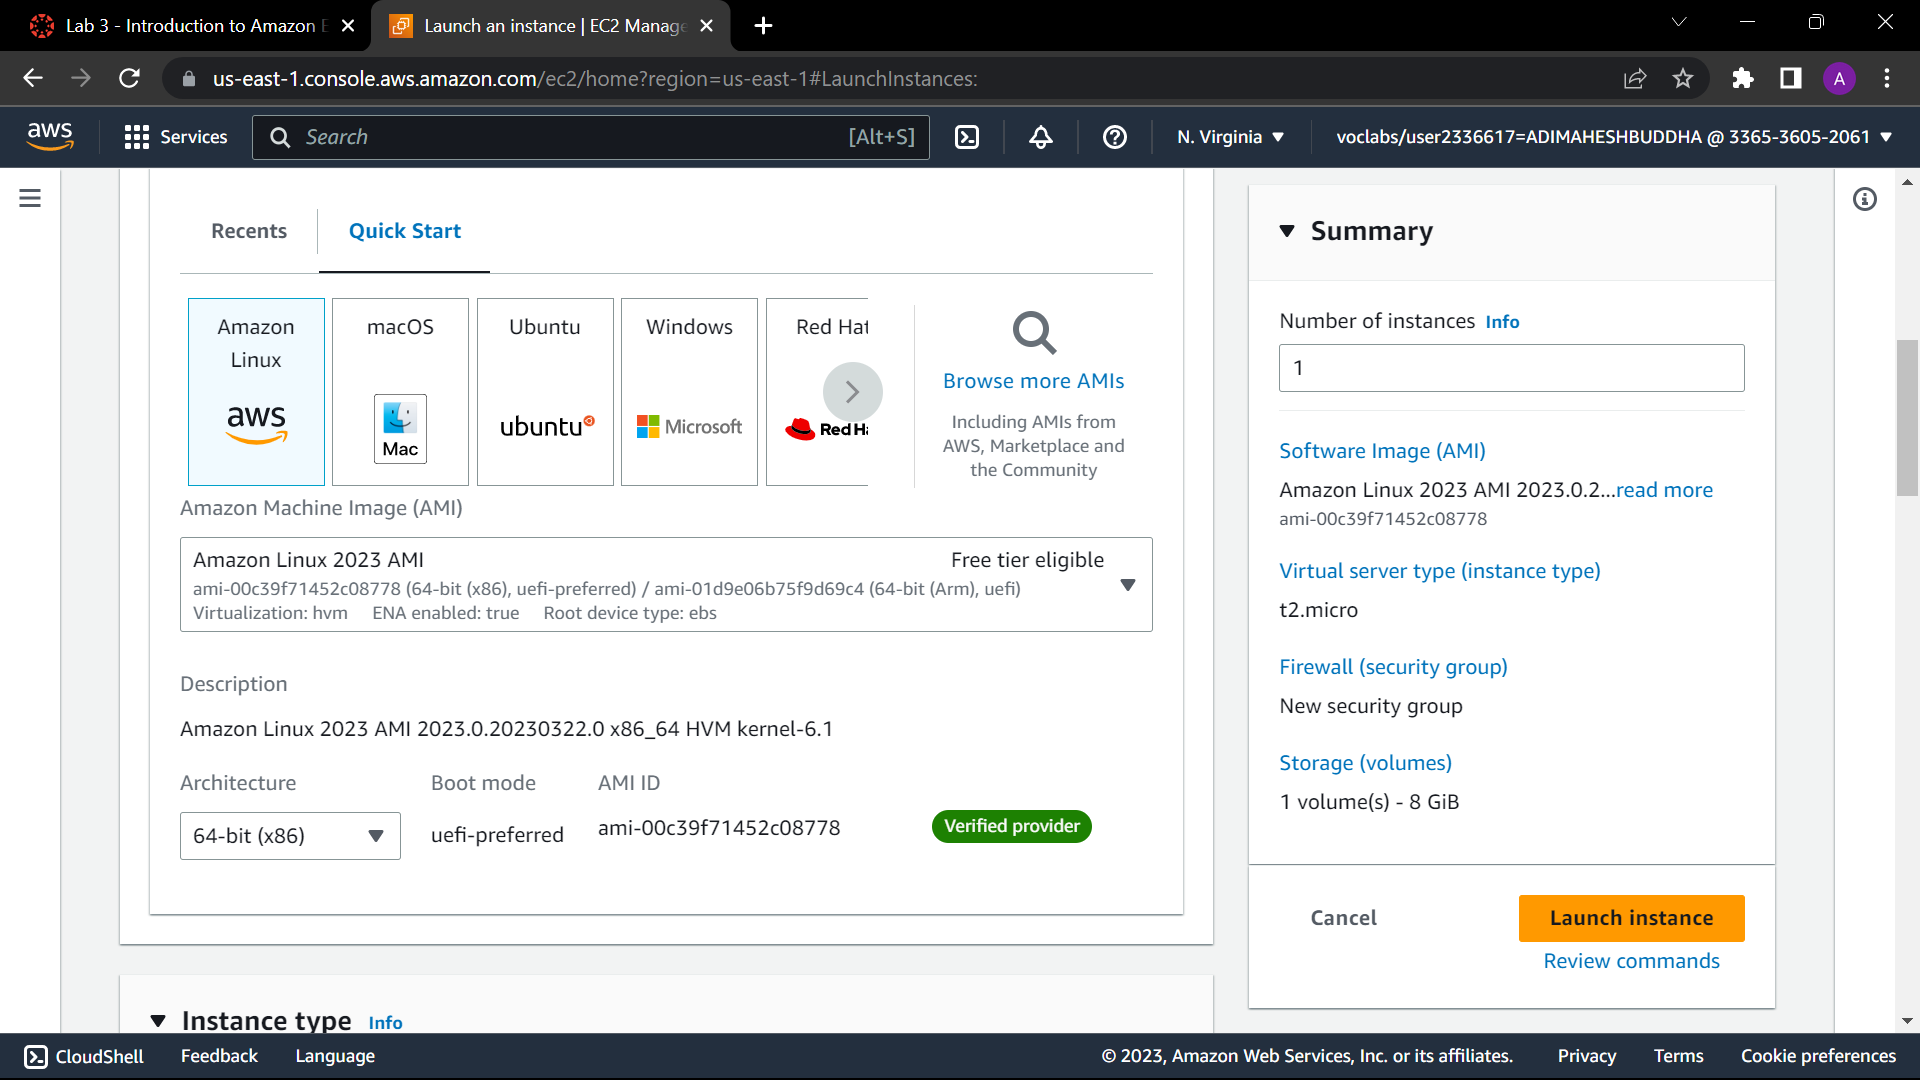 Lab 3 - Introduction to Amazon E
Launch an instance | EC2 Manage
us-east-1.console.aws.amazon.com/ec2/home?region=us-east-1#LaunchInstances:
A
aws
Services
Search
[Alt+S]
N. Virginia
voclabs/user2336617=ADIMAHESHBUDDHA @ 3365-3605-2061
Recents
Quick Start
Amazon
Linux
aws
macOS
Mac
Ubuntu
ubuntu
Windows
Microsoft
Red Hat
Red Ha
Browse more AMIs
Including AMIs from
AWS, Marketplace and
the Community
Amazon Machine Image (AMI)
Amazon Linux 2023 AMI
Free tier eligible
ami-00c39f71452c08778 (64-bit (x86), uefi-preferred) / ami-01d9e06b75f9d69c4 (64-bit (Arm), uefi)
Virtualization: hvm ENA enabled: true Root device type: ebs
Description
Amazon Linux 2023 AMI 2023.0.20230322.0 x86_64 HVM kernel-6.1
Architecture
Boot mode
AMI ID
64-bit (x86)
uefi-preferred
ami-00c39f71452c08778
Verified provider
Instance type Info
Summary
Number of instances Info
1
Software Image (AMI)
Amazon Linux 2023 AMI 2023.0.2...read more
ami-00c39f71452c08778
Virtual server type (instance type)
t2.micro
Firewall (security group)
New security group
Storage (volumes)
1 volume(s) - 8 GiB
Cancel
Launch instance
Review commands
CloudShell
Feedback
Language
© 2023, Amazon Web Services, Inc. or its affiliates.
Privacy
Terms
Cookie preferences